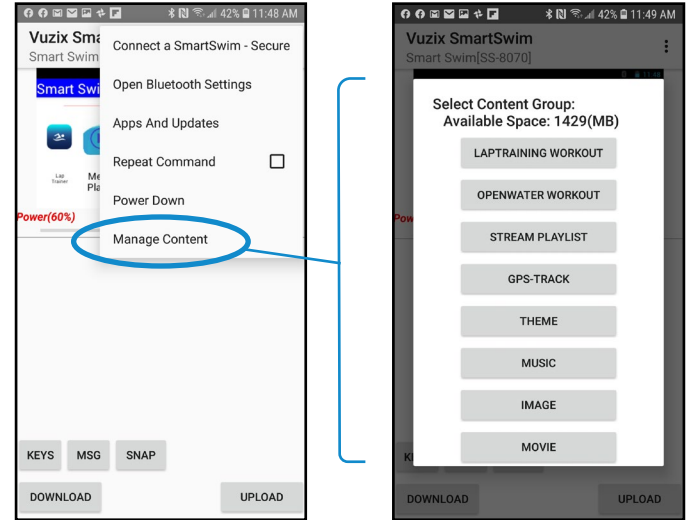 42% 11:48 AM
Vuzix Sma
Smart Swim
Connect a SmartSwim - Secure
Open Bluetooth Settings
Apps And Updates
Repeat Command
Power Down
Manage Content
Smart Swi
Lap
Trainer
Me
Pla
Power(60%)
KEYS MSG SNAP
DOWNLOAD UPLOAD
42% 11:49 AM
Vuzix SmartSwim
Smart Swim[SS-8070]
11:48
Select Content Group:
Available Space: 1429(MB)
LAPTRAINING WORKOUT
OPENWATER WORKOUT
STREAM PLAYLIST
GPS-TRACK
THEME
MUSIC
IMAGE
MOVIE
Pow
K
DOWNLOAD UPLOAD